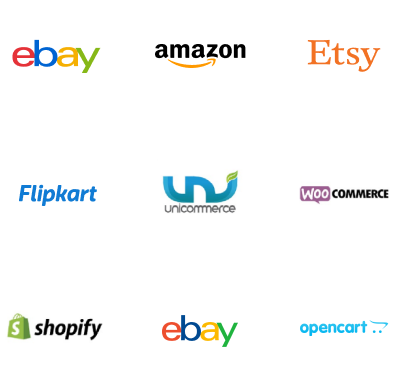 ebay
amazon
Etsy
Flipkart
unicommerce
WOO COMMERCE
shopify
ebay
opencart